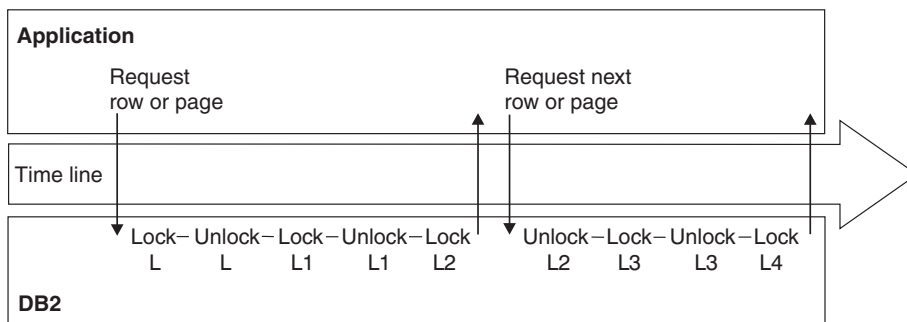 Application
Request
row or page
Request next
row or page
Time line
Lock– Unlock– Lock– Unlock– Lock
L L L1 L1 L2
Unlock–Lock– Unlock–Lock
L2 L3 L3 L4
DB2